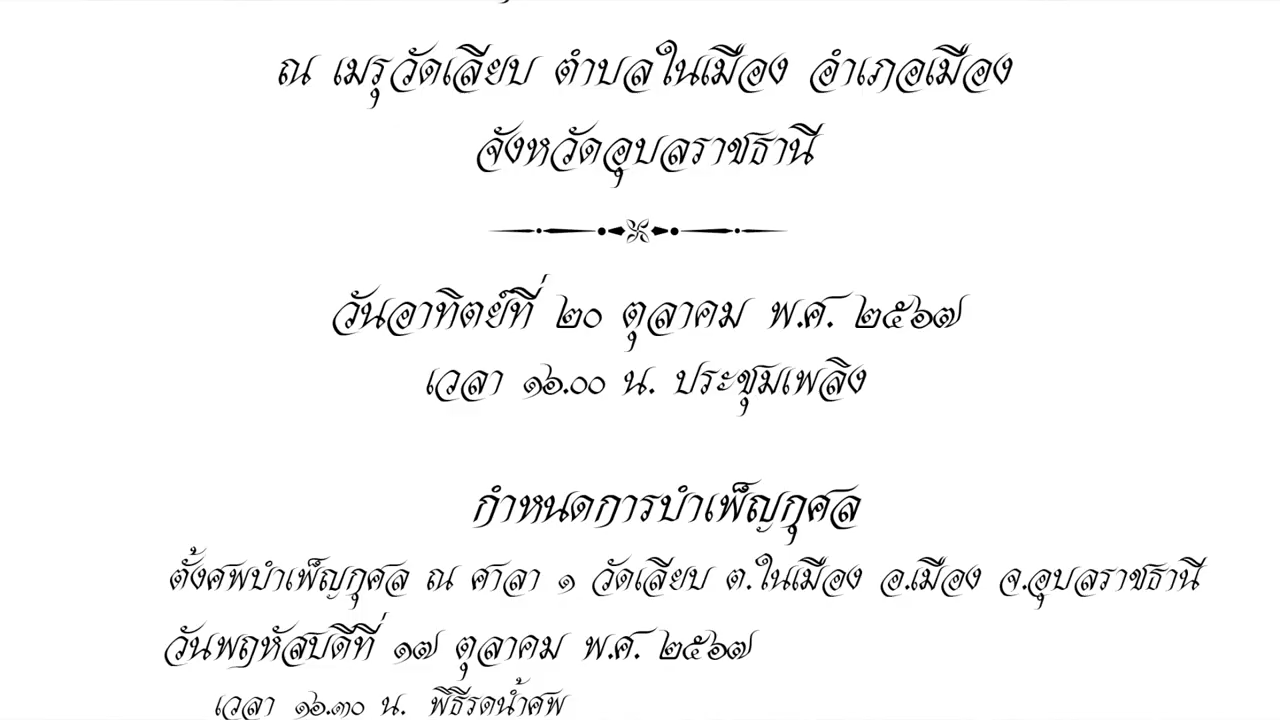 ณ เมรุวัดเลียบ ตำบลในเมือง อำเภอเมือง
จังหวัดอุบลราชธานี
วันอาทิตย์ที่ ๒๐ ตุลาคม พ.ศ. ๒๕๖๗
เวลา ๑๖.๐๐ น. ประชุมเพลิง
กำหนดการบำเพ็ญกุศล
ตั้งศพบำเพ็ญกุศล ณ ศาลา ๑ วัดเลียบ ต.ในเมือง อ.เมือง จ.อุบลราชธานี
วันพฤหัสบดีที่ ๑๗ ตุลาคม พ.ศ. ๒๕๖๗
เวลา ๑๖.๓๐ น. พิธีรดน้ำศพ